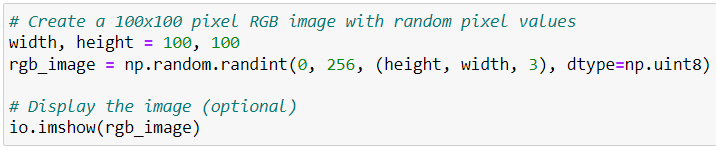 # Create a 100x100 pixel RGB image with random pixel values
width, height = 100, 100
rgb_image = np.random.randint(0, 256, (height, width, 3), dtype=np.uint8)

# Display the image (optional)
io.imshow(rgb_image)